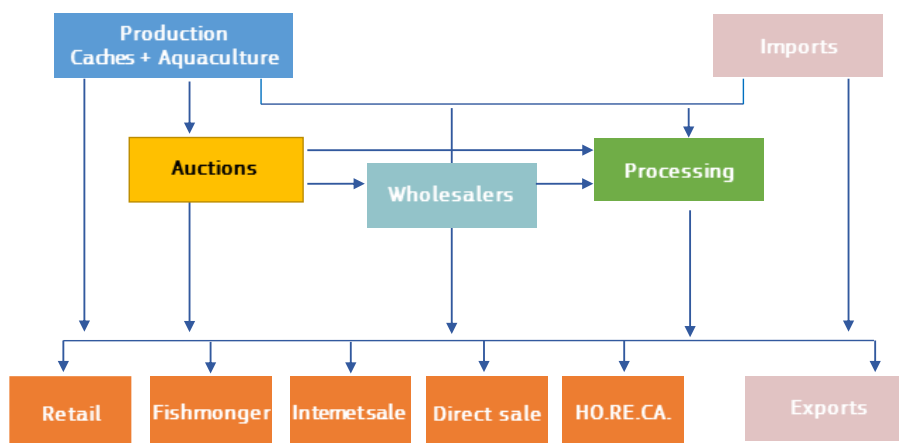 Production
Caches + Aquaculture
Imports
Auctions
Wholesalers
Processing
Retail
Fishmonger
Internetsale
Direct sale
HO.RE.CA.
Exports